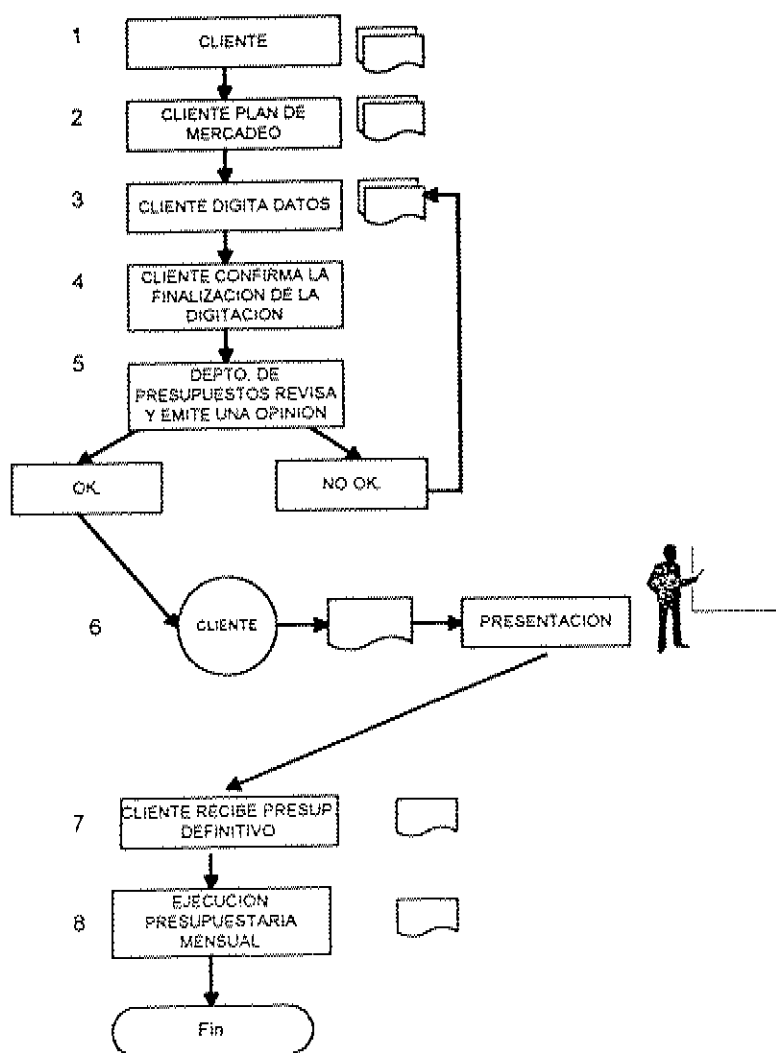 1
CLIENTE
2
CLIENTE PLAN DE
MERCADEO
3
CLIENTE DIGITA DATOS
4
CLIENTE CONFIRMA LA
FINALIZACION DE LA
DIGITACION
5
DEPTO. DE
PRESUPUESTOS REVISA
Y EMITE UNA OPINION
OK.
NO OK.
6
CLIENTE
PRESENTACION
7
CLIENTE RECIBE PRESUP
DEFINITIVO
8
EJECUCION
PRESUPUESTARIA
MENSUAL
Fin